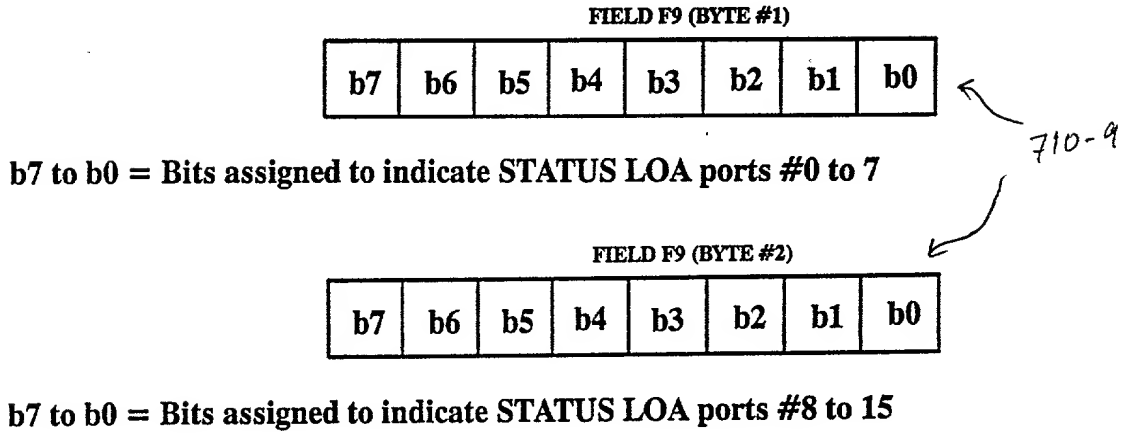 FIELD F9 (BYTE #1)
b7 b6 b5 b4 b3 b2 b1 b0
710-9
b7 to b0 = Bits assigned to indicate STATUS LOA ports #0 to 7
FIELD F9 (BYTE #2)
b7 b6 b5 b4 b3 b2 b1 b0
b7 to b0 = Bits assigned to indicate STATUS LOA ports #8 to 15